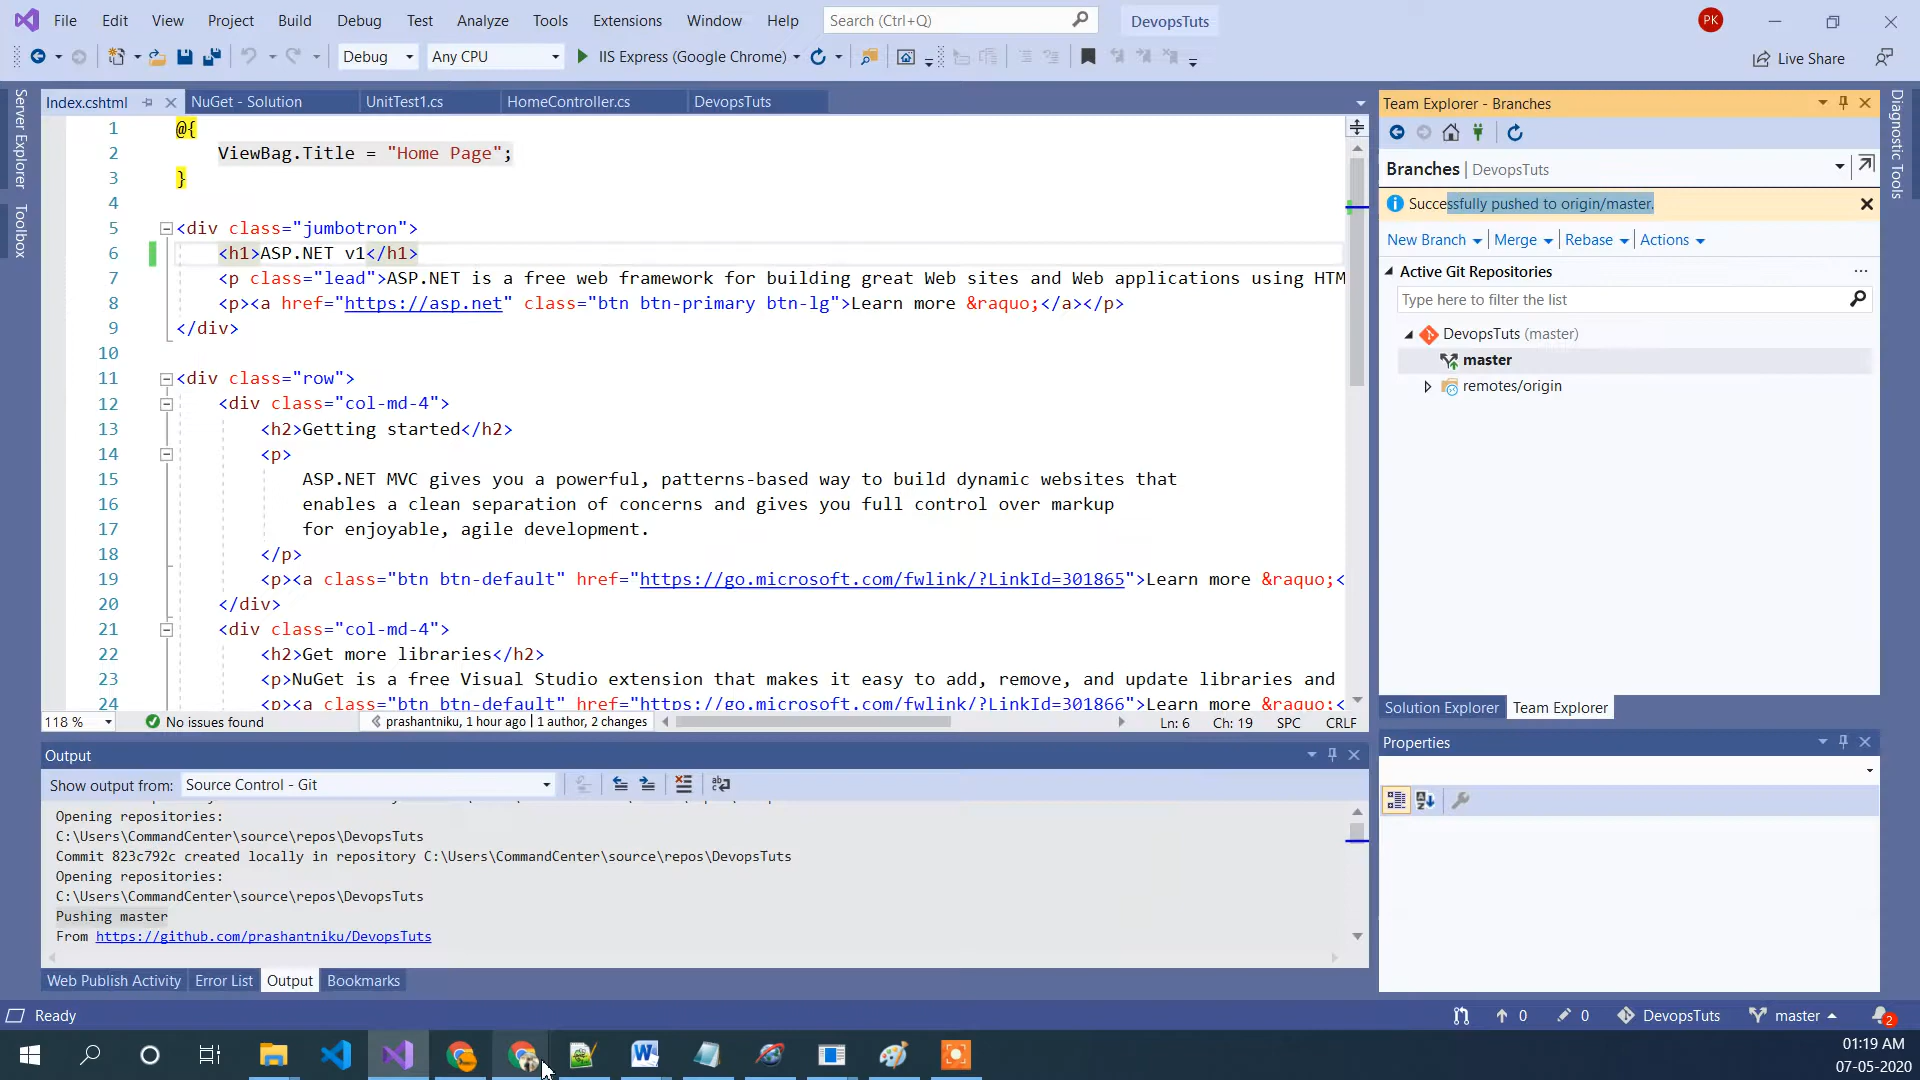 File Edit View Project Build Debug Test Analyze Tools Extensions Window Help Search (Ctrl+Q) DevopsTuts PK
Debug Any CPU IIS Express (Google Chrome) Live Share
Server Explorer
Toolbox
Index.cshtml NuGet - Solution UnitTest1.cs HomeController.cs DevopsTuts
1 @{
2 ViewBag.Title = "Home Page";
3 }
4
5 <div class="jumbotron">
6 <h1>ASP.NET v1</h1>
7 <p class="lead">ASP.NET is a free web framework for building great Web sites and Web applications using HTM
8 <p><a href="https://asp.net" class="btn btn-primary btn-lg">Learn more &raquo;</a></p>
9 </div>
10
11 <div class="row">
12 <div class="col-md-4">
13 <h2>Getting started</h2>
14 <p>
15 ASP.NET MVC gives you a powerful, patterns-based way to build dynamic websites that
16 enables a clean separation of concerns and gives you full control over markup
17 for enjoyable, agile development.
18 </p>
19 <p><a class="btn btn-default" href="https://go.microsoft.com/fwlink/?LinkId=301865">Learn more &raquo;<
20 </div>
21 <div class="col-md-4">
22 <h2>Get more libraries</h2>
23 <p>NuGet is a free Visual Studio extension that makes it easy to add, remove, and update libraries and
24 <p><a class="btn btn-default" href="https://go.microsoft.com/fwlink/?LinkId=301866">Learn more &raquo;<
118 % No issues found prashantniku, 1 hour ago | 1 author, 2 changes Ln: 6 Ch: 19 SPC CRLF
Output
Show output from: Source Control - Git
Opening repositories:
C:\Users\CommandCenter\source\repos\DevopsTuts
Commit 823c792c created locally in repository C:\Users\CommandCenter\source\repos\DevopsTuts
Opening repositories:
C:\Users\CommandCenter\source\repos\DevopsTuts
Pushing master
From https://github.com/prashantniku/DevopsTuts
Web Publish Activity Error List Output Bookmarks
Team Explorer - Branches
Branches | DevopsTuts
Successfully pushed to origin/master.
New Branch Merge Rebase Actions
Active Git Repositories
Type here to filter the list
DevopsTuts (master)
master
remotes/origin
Solution Explorer Team Explorer
Properties
Diagnostic Tools
Ready 0 0 DevopsTuts master 2
01:19 AM
07-05-2020